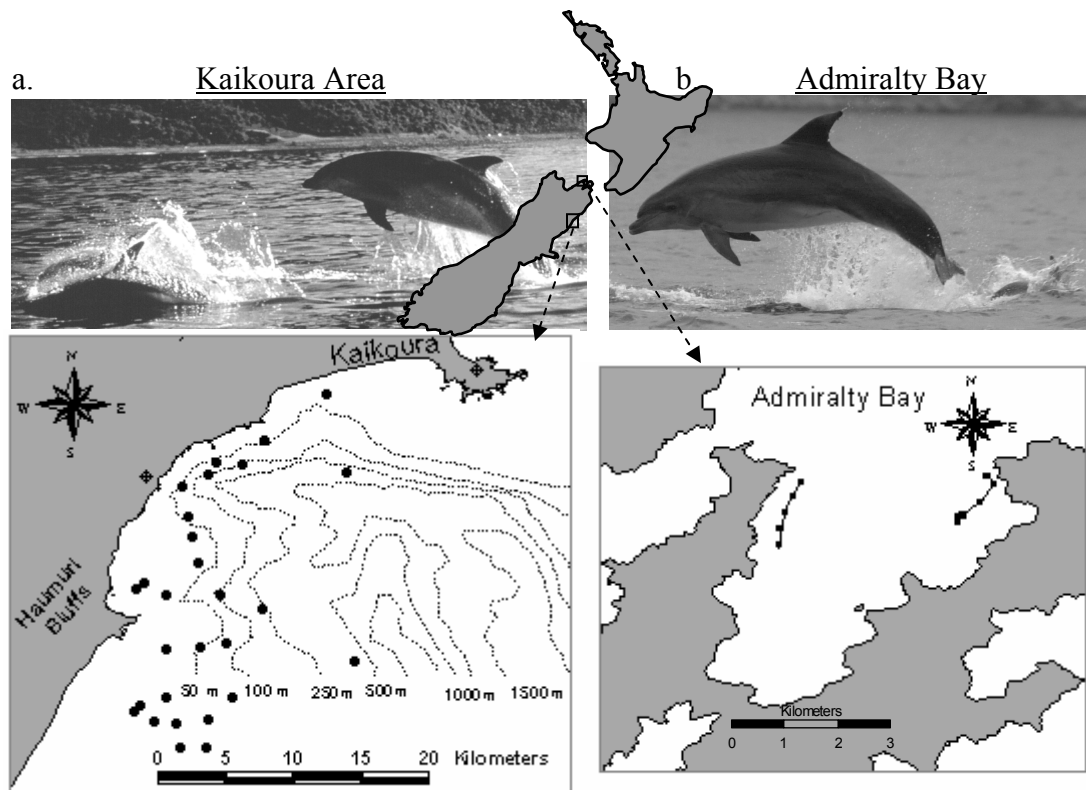 a.
Kaikoura Area
b
Admiralty Bay
Kaikoura
N
W E
S
Haumuri
Bluffs
50 m 100 m 250 m 500 m 1000 m 1500 m
0 5 10 15 20 Kilometers
Admiralty Bay
N
W E
S
Kilometers
0 1 2 3